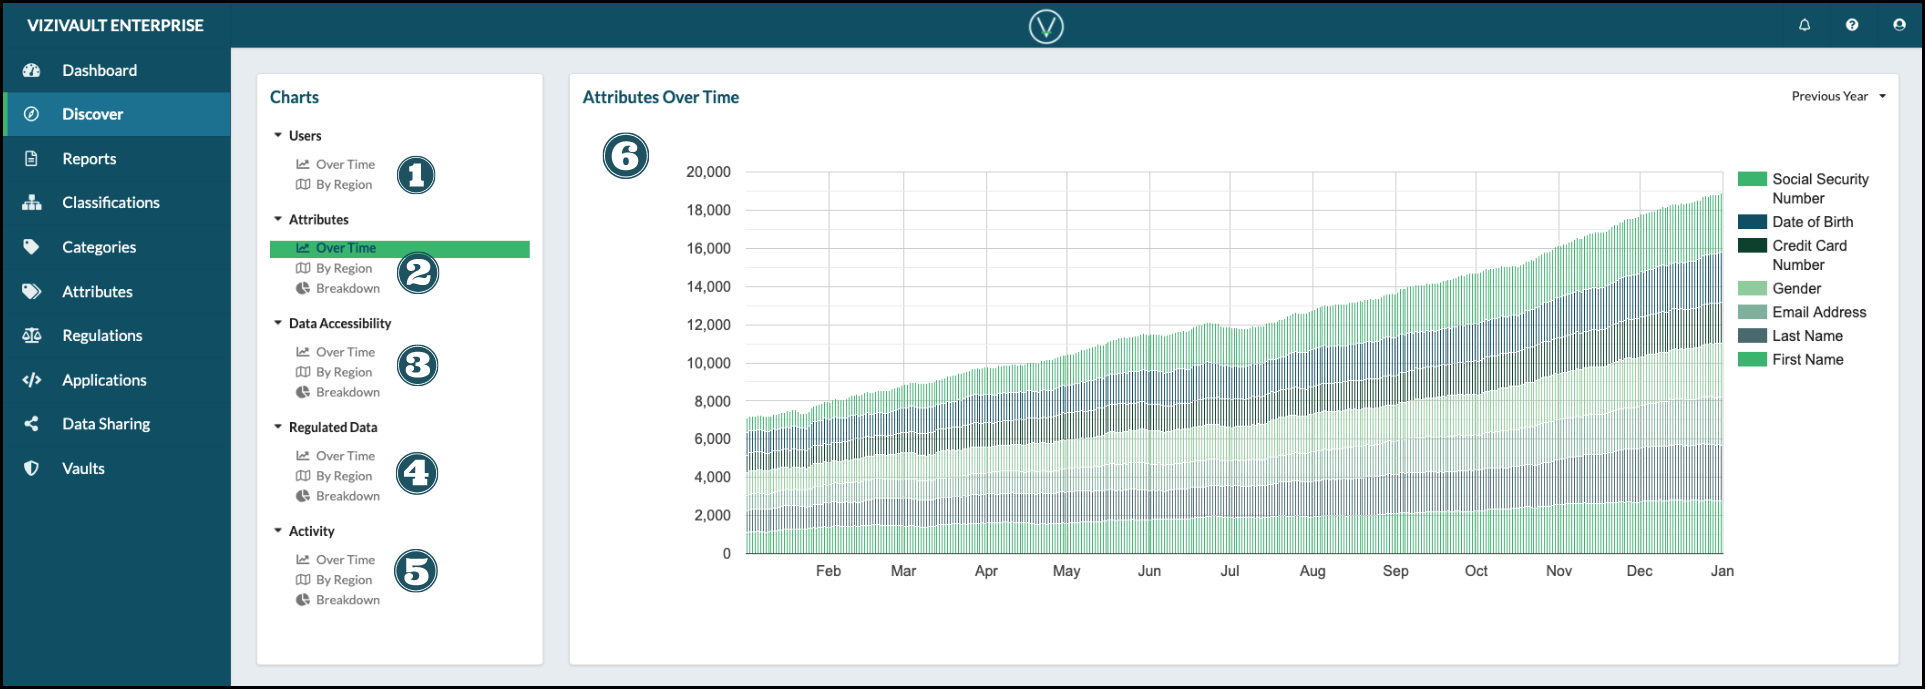 VIZIVAULT ENTERPRISE
V
Dashboard
Discover
Reports
Classifications
Categories
Attributes
Regulations
Applications
Data Sharing
Vaults
Charts
Users
Over Time
By Region
1
Attributes
Over Time
By Region
Breakdown
2
Data Accessibility
Over Time
By Region
Breakdown
3
Regulated Data
Over Time
By Region
Breakdown
4
Activity
Over Time
By Region
Breakdown
5
Attributes Over Time
Previous Year
6
20,000
18,000
16,000
14,000
12,000
10,000
8,000
6,000
4,000
2,000
0
Feb Mar Apr May Jun Jul Aug Sep Oct Nov Dec Jan
Social Security
Number
Date of Birth
Credit Card
Number
Gender
Email Address
Last Name
First Name